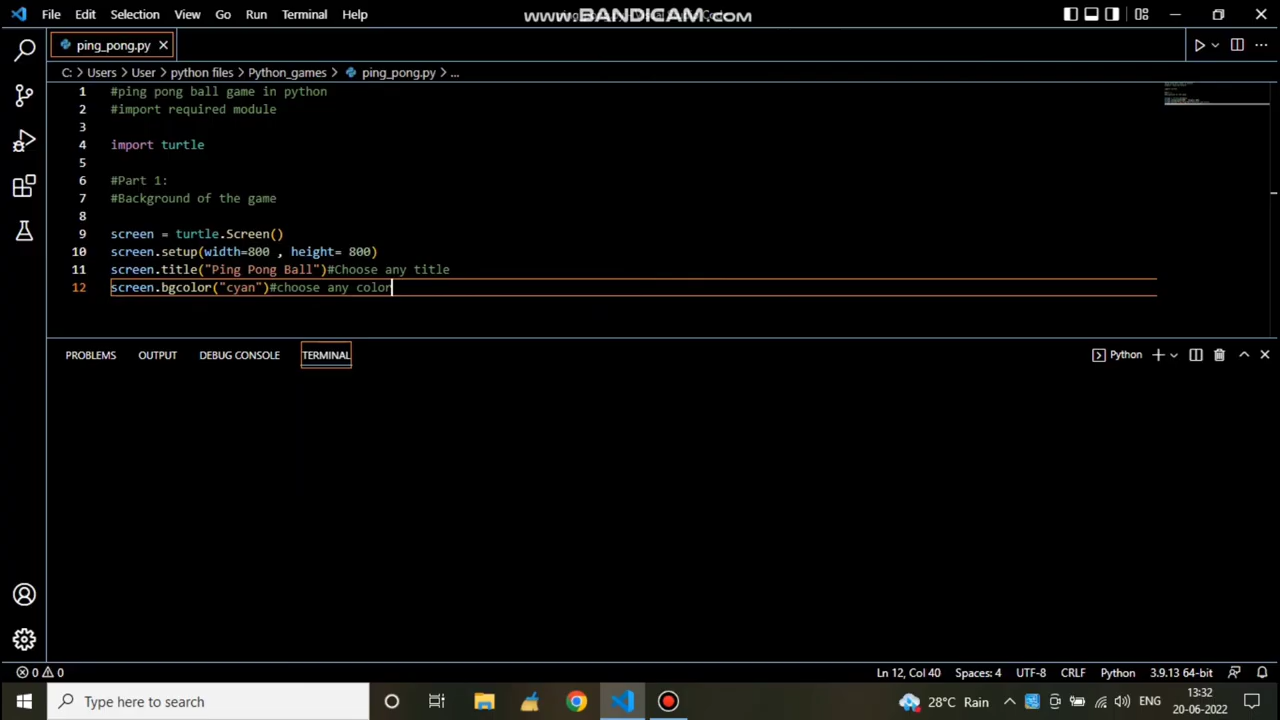 File Edit Selection View Go Run Terminal Help
www.BANDICAM.com
ping_pong.py
C: > Users > User > python files > Python_games > ping_pong.py > ...
1 #ping pong ball game in python
2 #import required module
3
4 import turtle
5
6 #Part 1:
7 #Background of the game
8
9 screen = turtle.Screen()
10 screen.setup(width=800 , height= 800)
11 screen.title("Ping Pong Ball")#Choose any title
12 screen.bgcolor("cyan")#choose any color
PROBLEMS OUTPUT DEBUG CONSOLE TERMINAL Python
0 0 Ln 12, Col 40 Spaces: 4 UTF-8 CRLF Python 3.9.13 64-bit
Type here to search 28°C Rain ENG 13:32
20-06-2022